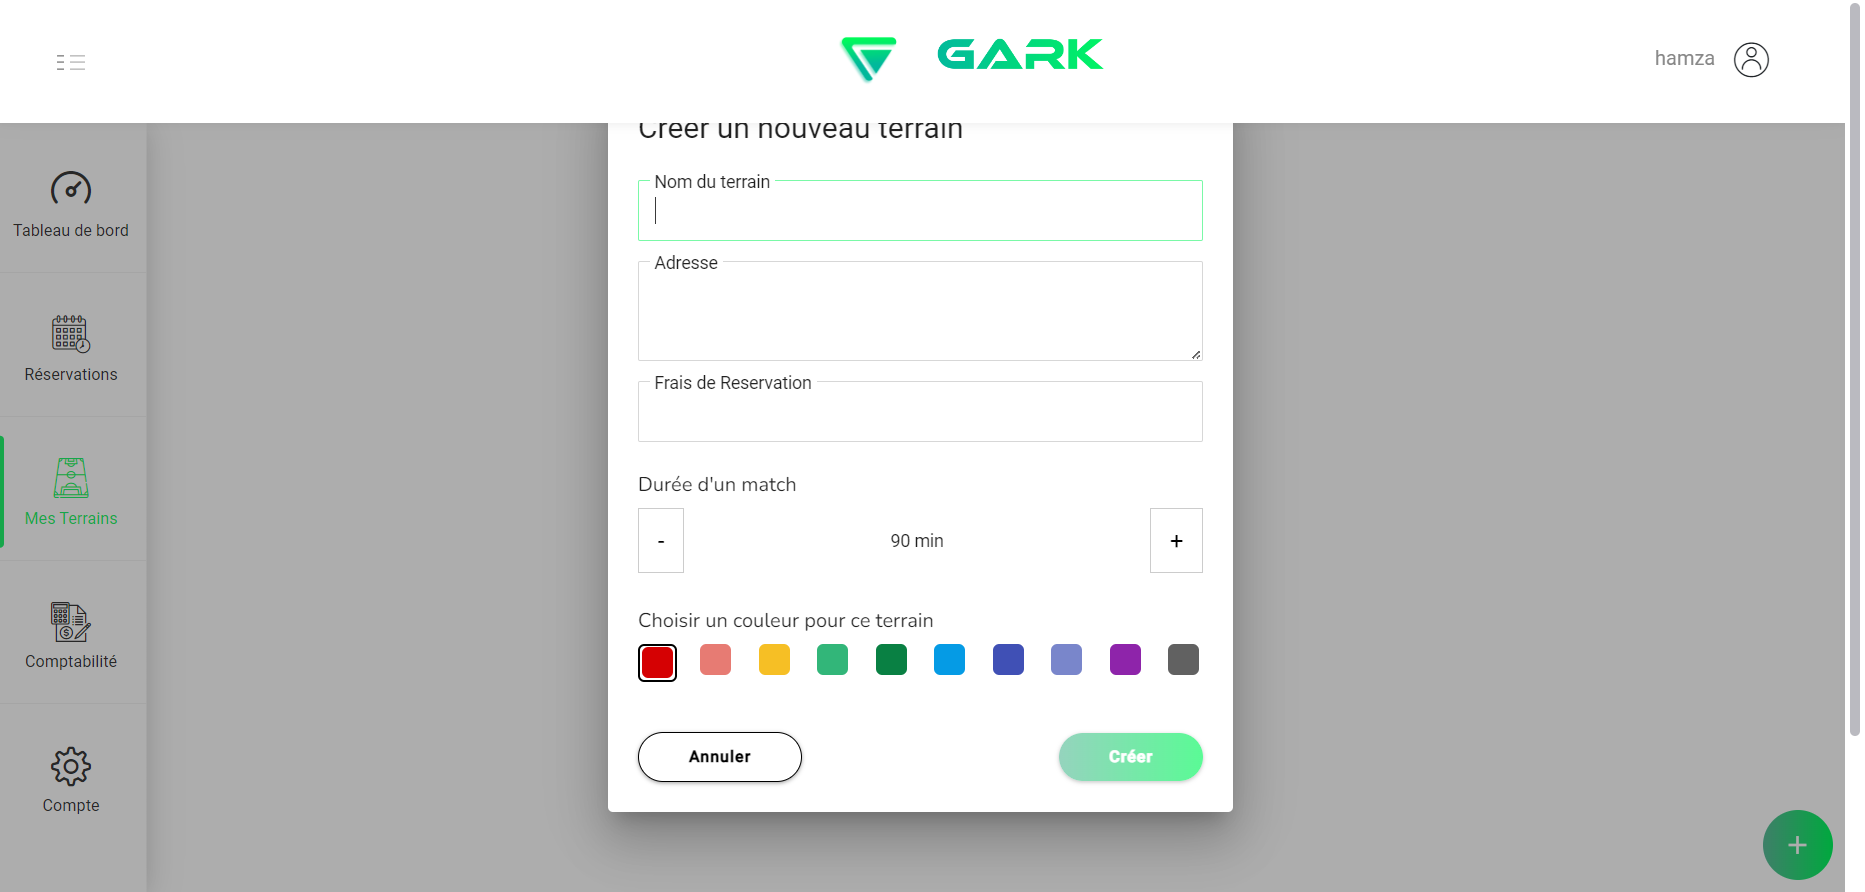 GARK
hamza
Créer un nouveau terrain
Nom du terrain
Adresse
Frais de Reservation
Durée d'un match
-
90 min
+
Choisir un couleur pour ce terrain
Annuler
Créer
Tableau de bord
Réservations
Mes Terrains
Comptabilité
Compte
+